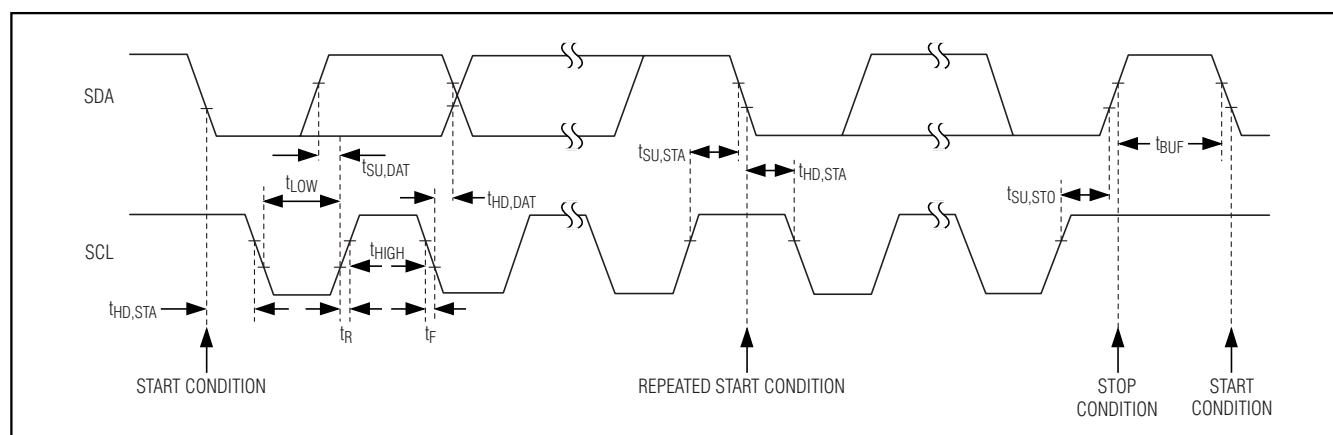 SDA
tSU,DAT
tLOW
tHD,DAT
tSU,STA
tHD,STA
tBUF
tSU,STO
SCL
tHIGH
tHD,STA
tR
tF
START CONDITION
REPEATED START CONDITION
STOP
CONDITION
START
CONDITION